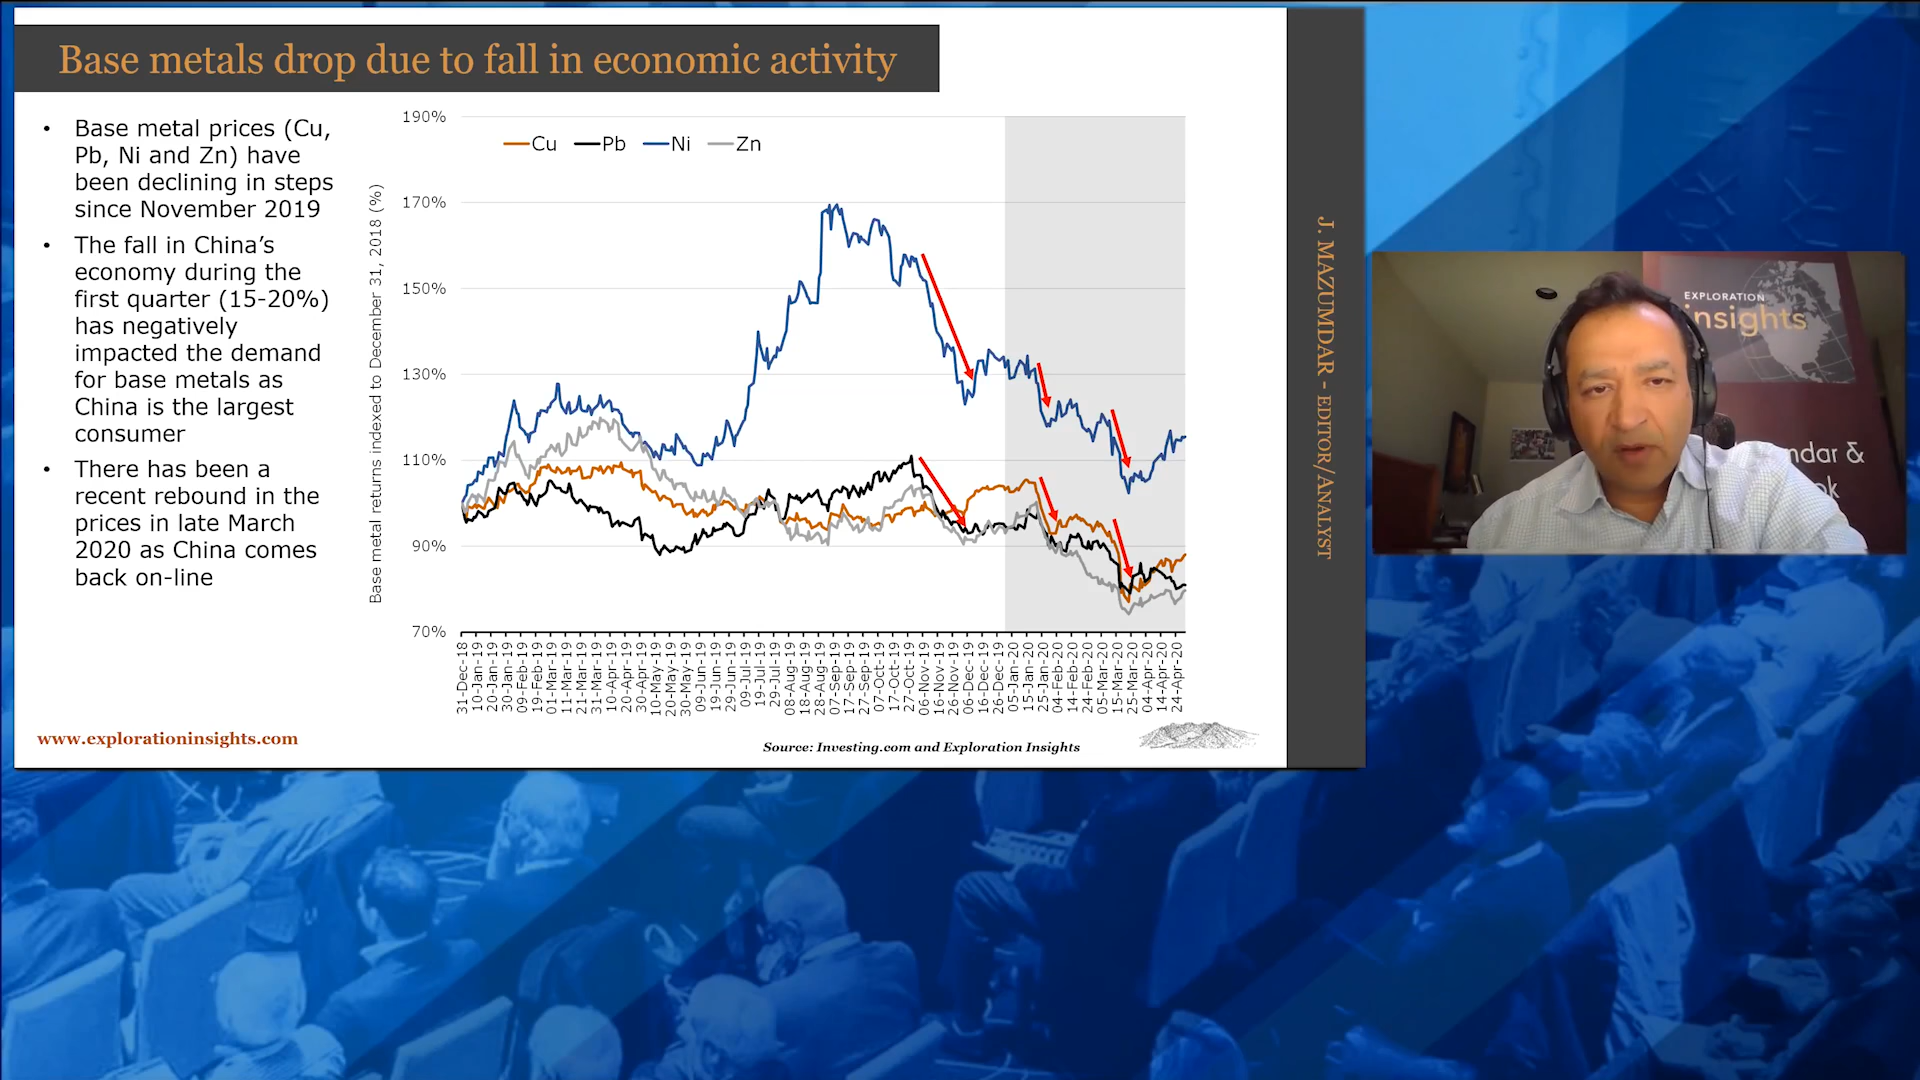 Base metals drop due to fall in economic activity
• Base metal prices (Cu,
Pb, Ni and Zn) have
been declining in steps
since November 2019
• The fall in China’s
economy during the
first quarter (15-20%)
has negatively
impacted the demand
for base metals as
China is the largest
consumer
• There has been a
recent rebound in the
prices in late March
2020 as China comes
back on-line
www.explorationinsights.com
Base metal returns indexed to December 31, 2018 (%)
190%
170%
150%
130%
110%
90%
70%
Cu Pb Ni Zn
31-Dec-18
10-Jan-19
20-Jan-19
30-Jan-19
09-Feb-19
19-Feb-19
01-Mar-19
11-Mar-19
21-Mar-19
31-Mar-19
10-Apr-19
20-Apr-19
30-Apr-19
10-May-19
20-May-19
30-May-19
09-Jun-19
19-Jun-19
29-Jun-19
09-Jul-19
19-Jul-19
29-Jul-19
08-Aug-19
18-Aug-19
28-Aug-19
07-Sep-19
17-Sep-19
27-Sep-19
07-Oct-19
17-Oct-19
27-Oct-19
06-Nov-19
16-Nov-19
26-Nov-19
06-Dec-19
16-Dec-19
26-Dec-19
05-Jan-20
15-Jan-20
25-Jan-20
04-Feb-20
14-Feb-20
24-Feb-20
05-Mar-20
15-Mar-20
25-Mar-20
04-Apr-20
14-Apr-20
24-Apr-20
Source: Investing.com and Exploration Insights
J. MAZUMDAR - EDITOR/ANALYST
EXPLORATION
insights
ndar &
ok